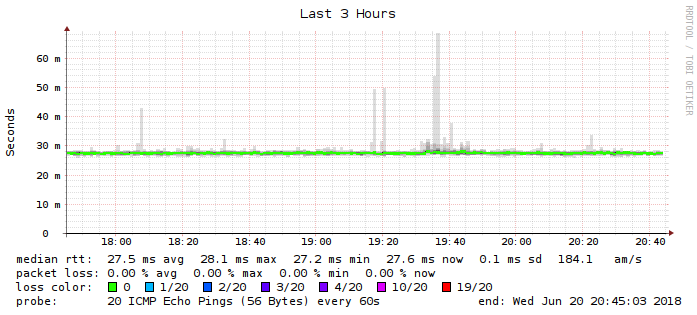 Last 3 Hours
RRDTOOL / TOBI OETIKER
Seconds
60 m
50 m
40 m
30 m
20 m
10 m
0
18:00 18:20 18:40 19:00 19:20 19:40 20:00 20:20 20:40
median rtt: 27.5 ms avg 28.1 ms max 27.2 ms min 27.6 ms now 0.1 ms sd 184.1 am/s
packet loss: 0.00 % avg 0.00 % max 0.00 % min 0.00 % now
loss color: 0 1/20 2/20 3/20 4/20 10/20 19/20
probe: 20 ICMP Echo Pings (56 Bytes) every 60s end: Wed Jun 20 20:45:03 2018